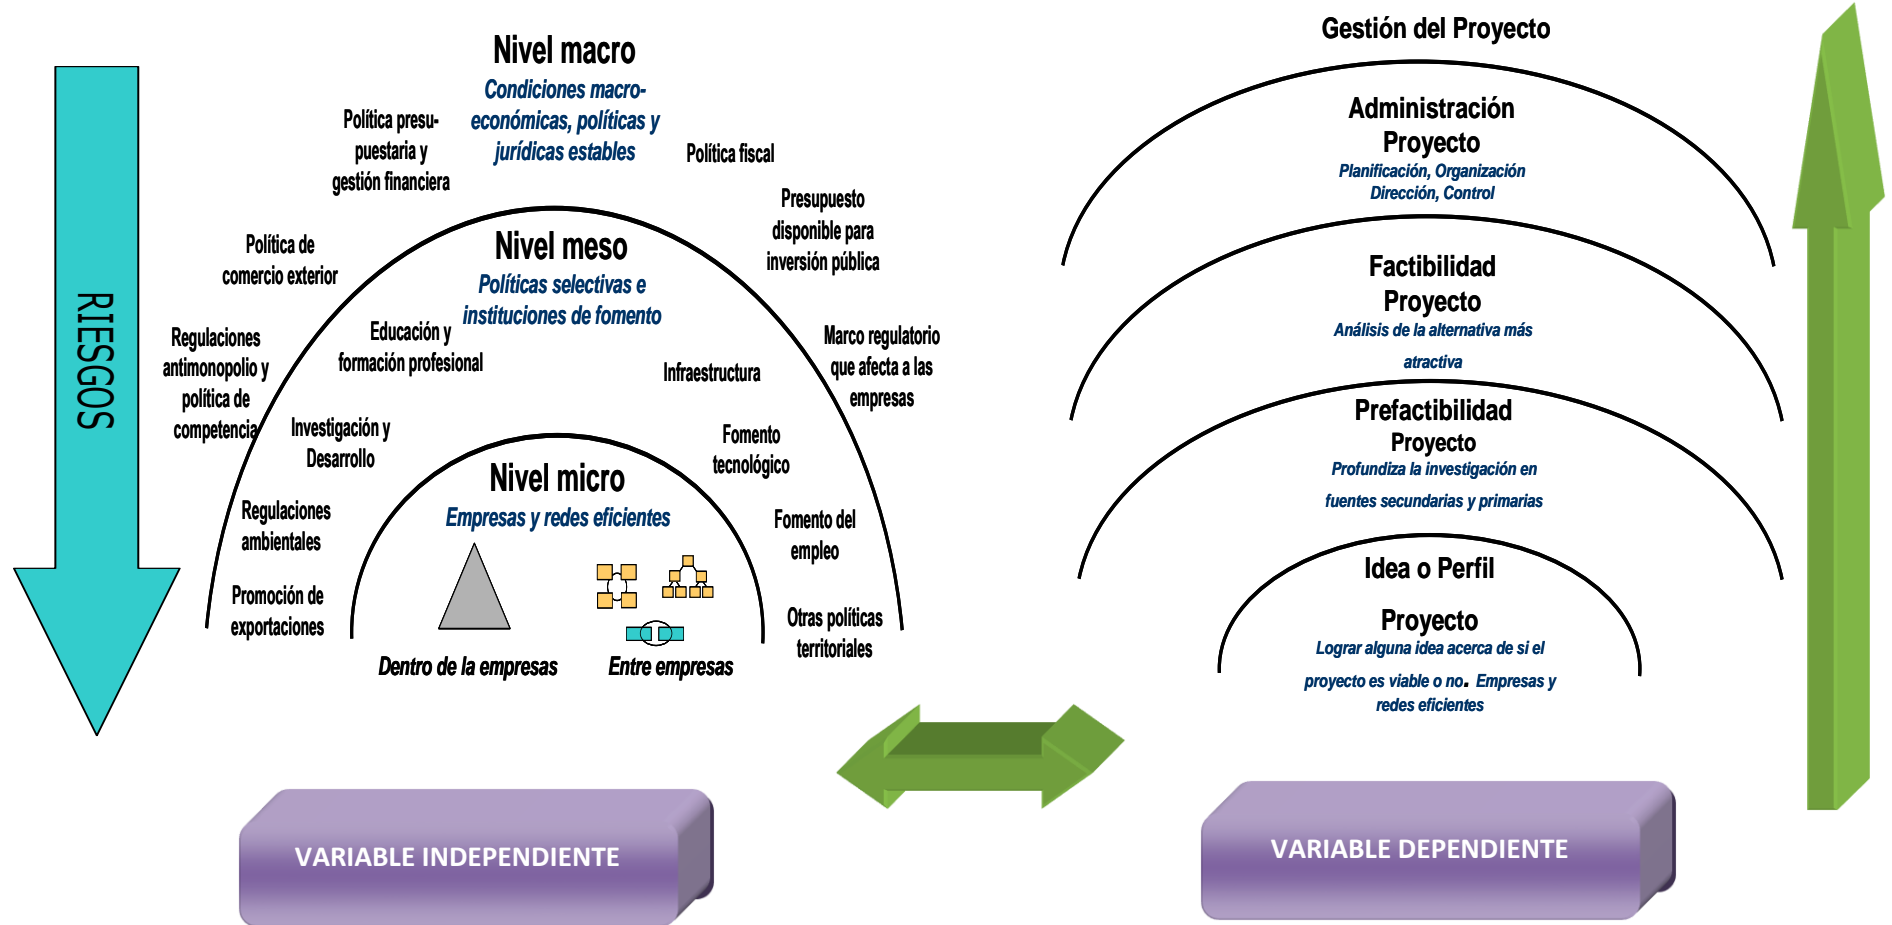 RIESGOS
Nivel macro
Condiciones macro-
económicas, políticas y
jurídicas estables
Política presu-
puestaria y
gestión financiera
Política fiscal
Presupuesto
disponible para
inversión pública
Política de
comercio exterior
Regulaciones
antimonopolio y
política de
competencia
Marco regulatorio
que afecta a las
empresas
Nivel meso
Políticas selectivas e
instituciones de fomento
Educación y
formación profesional
Infraestructura
Investigación y
Desarrollo
Fomento
tecnológico
Regulaciones
ambientales
Fomento del
empleo
Promoción de
exportaciones
Otras políticas
territoriales
Nivel micro
Empresas y redes eficientes
Dentro de la empresas
Entre empresas
VARIABLE INDEPENDIENTE
Gestión del Proyecto
Administración
Proyecto
Planificación, Organización
Dirección, Control
Factibilidad
Proyecto
Análisis de la alternativa más
atractiva
Prefactibilidad
Proyecto
Profundiza la investigación en
fuentes secundarias y primarias
Idea o Perfil
Proyecto
Lograr alguna idea acerca de si el
proyecto es viable o no. Empresas y
redes eficientes
VARIABLE DEPENDIENTE